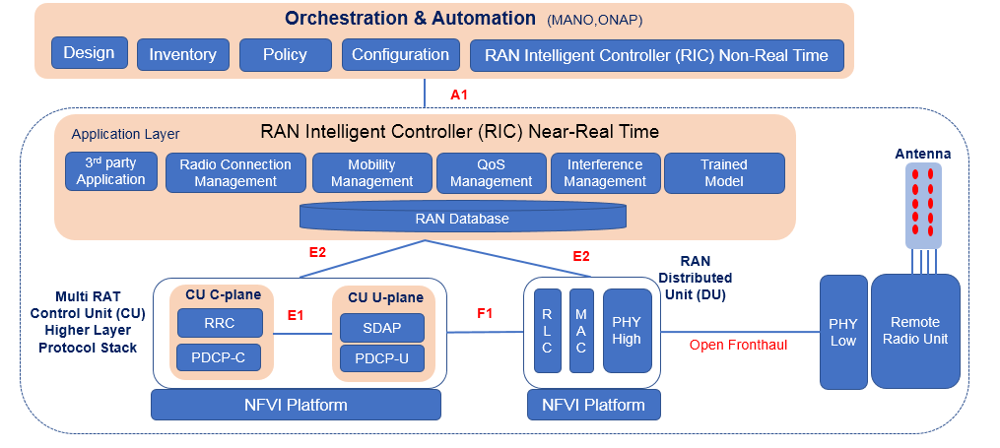 Orchestration & Automation (MANO,ONAP)
Design
Inventory
Policy
Configuration
RAN Intelligent Controller (RIC) Non-Real Time
A1
Application Layer
RAN Intelligent Controller (RIC) Near-Real Time
3rd party
Application
Radio Connection
Management
Mobility
Management
QoS
Management
Interference
Management
Trained
Model
RAN Database
Antenna
E2
E2
RAN
Distributed
Unit (DU)
Multi RAT
Control Unit (CU)
Higher Layer
Protocol Stack
CU C-plane
RRC
PDCP-C
E1
CU U-plane
SDAP
PDCP-U
F1
RLC
MAC
PHY
High
Open Fronthaul
PHY
Low
Remote
Radio Unit
NFVI Platform
NFVI Platform